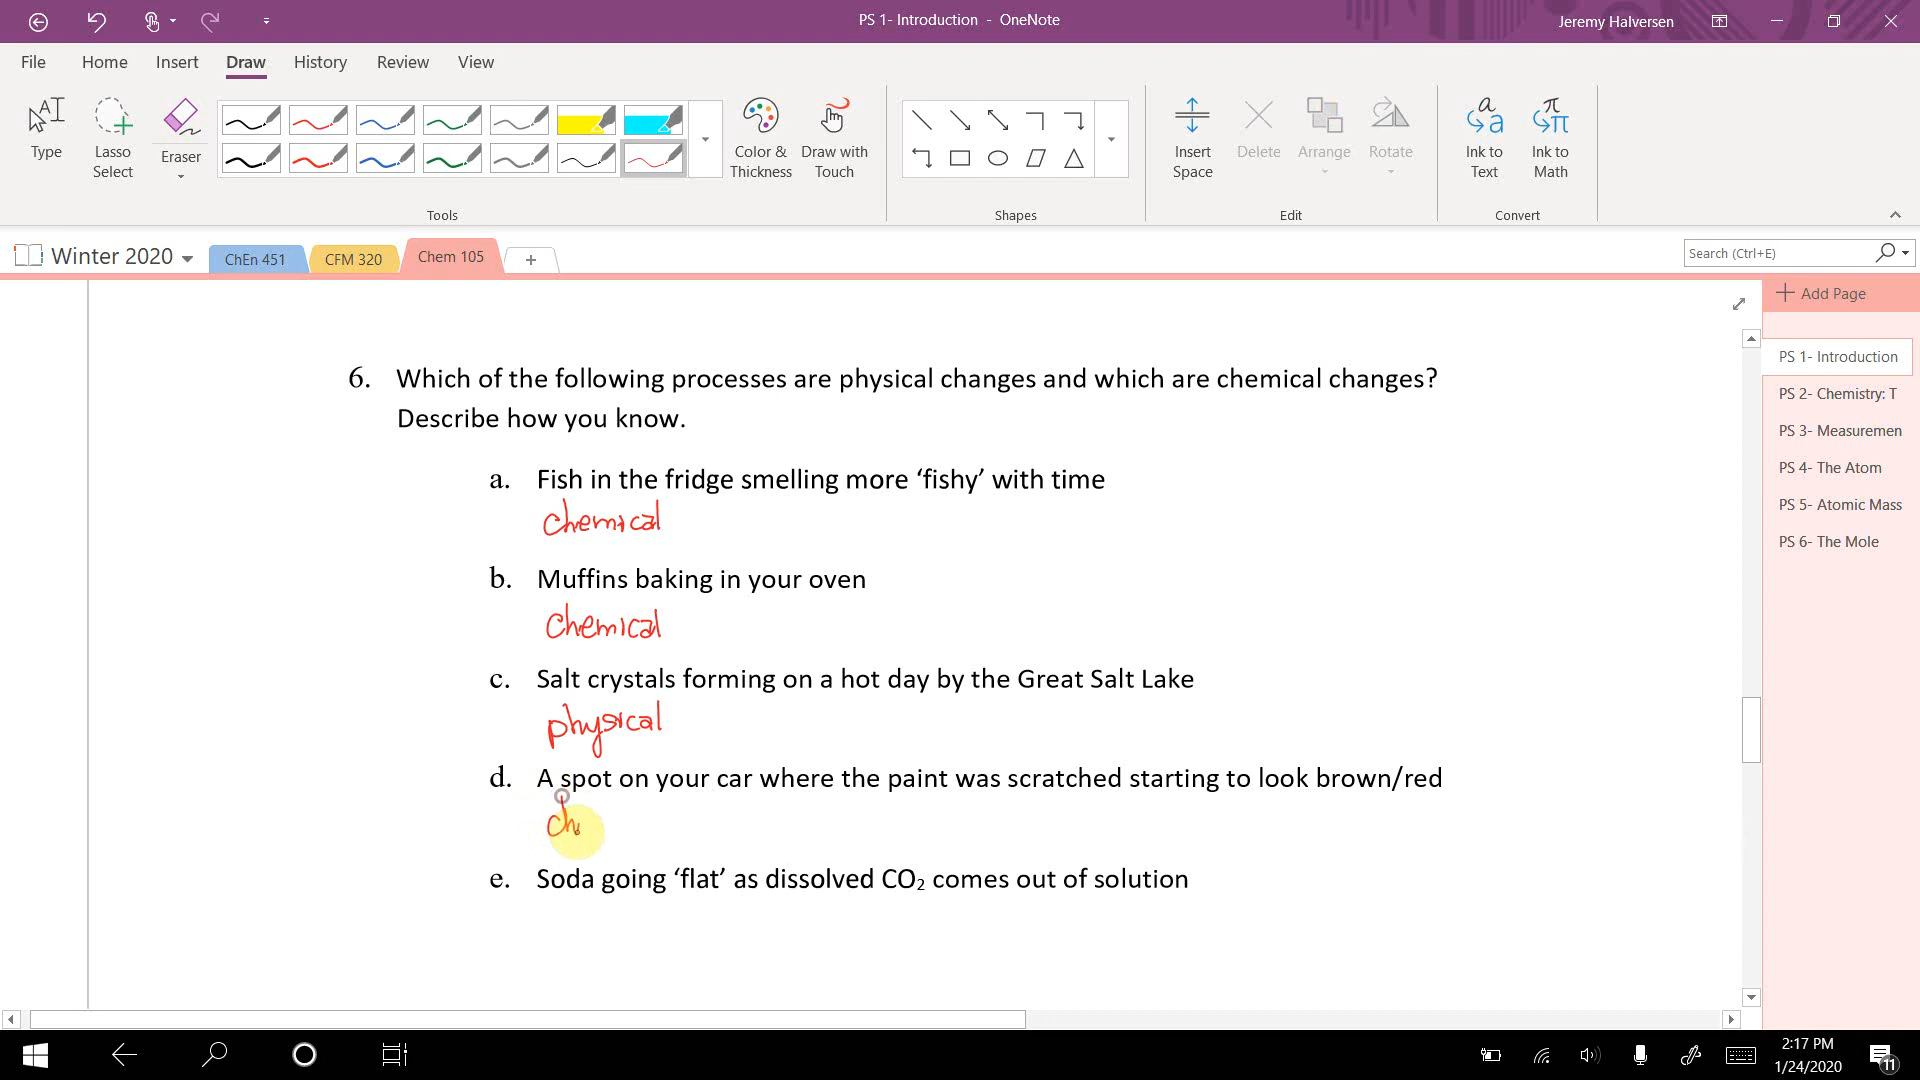 PS 1- Introduction - OneNote
Jeremy Halversen
File Home Insert Draw History Review View
Type
Lasso Select
Eraser
Color & Thickness
Draw with Touch
Insert Space
Delete
Arrange
Rotate
Ink to Text
Ink to Math
Tools
Shapes
Edit
Convert
Winter 2020
ChEn 451
CFM 320
Chem 105
+
Search (Ctrl+E)
Add Page
PS 1- Introduction
PS 2- Chemistry: T
PS 3- Measuremen
PS 4- The Atom
PS 5- Atomic Mass
PS 6- The Mole
6. Which of the following processes are physical changes and which are chemical changes?
Describe how you know.
a. Fish in the fridge smelling more ‘fishy’ with time
chemical
b. Muffins baking in your oven
chemical
c. Salt crystals forming on a hot day by the Great Salt Lake
physical
d. A spot on your car where the paint was scratched starting to look brown/red
ch
e. Soda going ‘flat’ as dissolved CO₂ comes out of solution
2:17 PM
1/24/2020
11